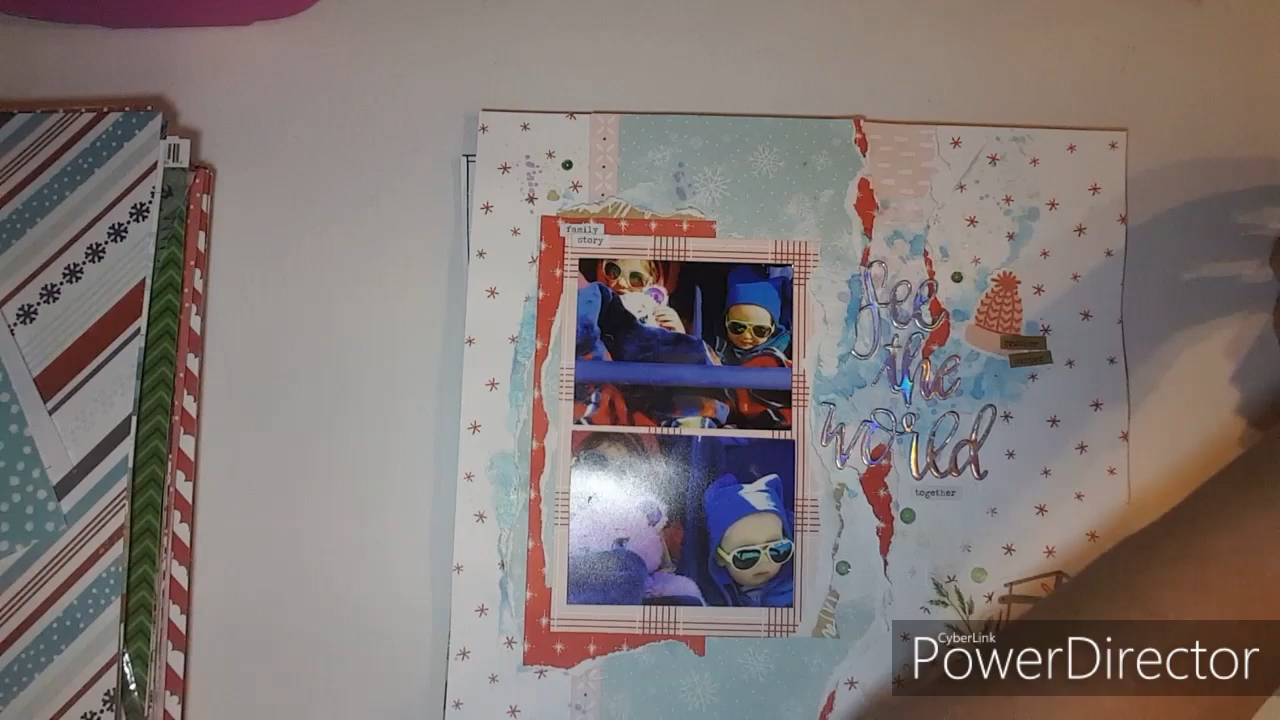 family
story
See
the
world
together
CyberLink
PowerDirector